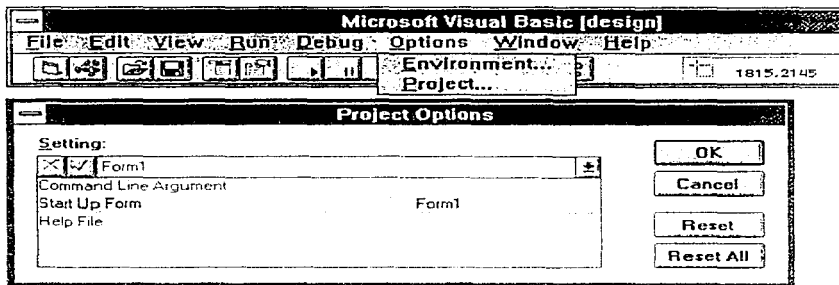 Microsoft Visual Basic [design]
File Edit View Run Debug Options Window Help
Environment...
Project...
1815,2145
Project Options
Setting:
Form1
Command Line Argument
Start Up Form Form1
Help File
OK
Cancel
Reset
Reset All